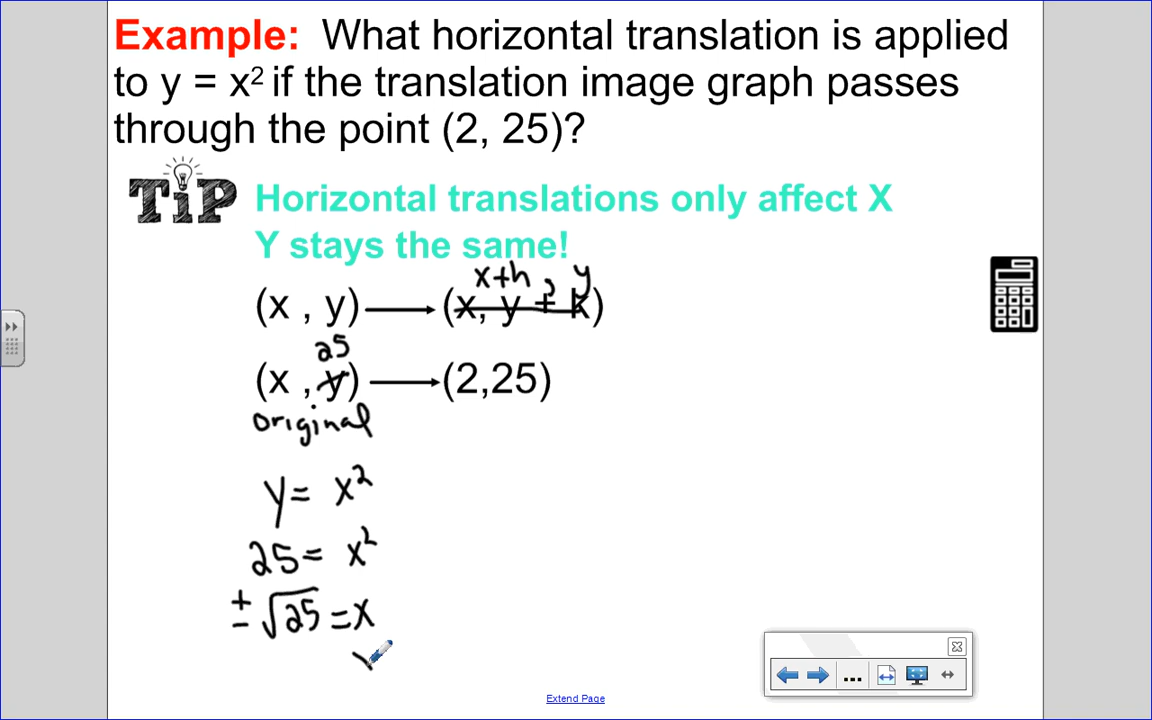 Example: What horizontal translation is applied
to y = x² if the translation image graph passes
through the point (2, 25)?
TiP Horizontal translations only affect X
Y stays the same!
x+h , y
(x , y) → (x, y + k)
25
(x , y) → (2,25)
original
y = x²
25 = x²
± √25 = x
...
Extend Page